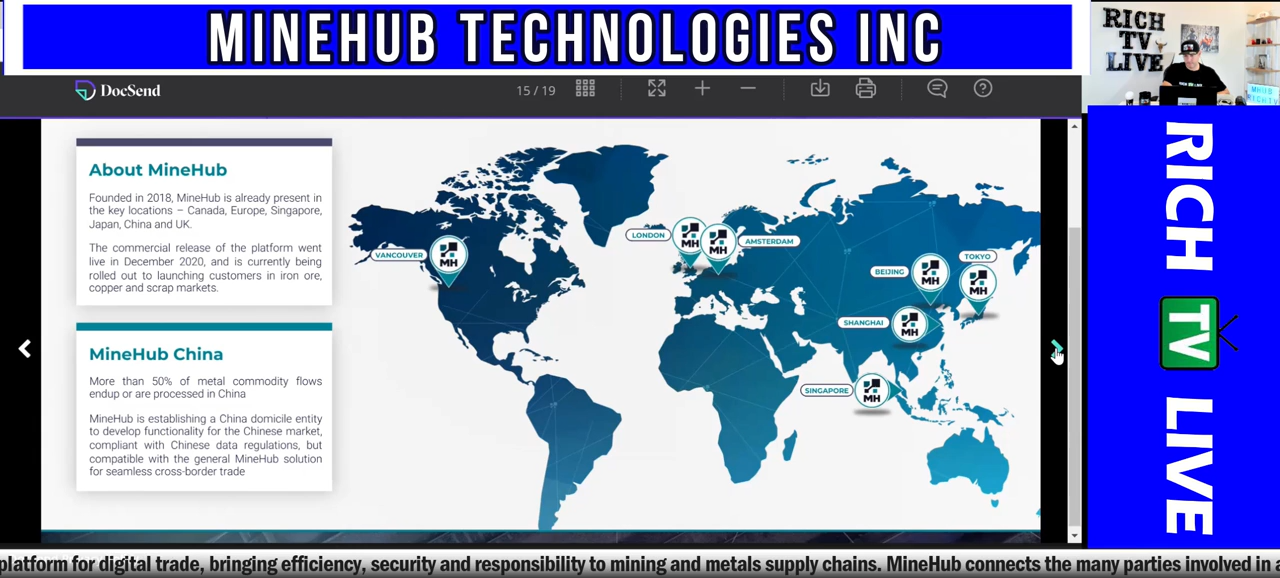 MINEHUB TECHNOLOGIES INC
RICH
TV
LIVE
DocSend
15 / 19
About MineHub
Founded in 2018, MineHub is already present in
the key locations – Canada, Europe, Singapore,
Japan, China and UK.
The commercial release of the platform went
live in December 2020, and is currently being
rolled out to launching customers in iron ore,
copper and scrap markets.
MineHub China
More than 50% of metal commodity flows
endup or are processed in China
MineHub is establishing a China domicile entity
to develop functionality for the Chinese market,
compliant with Chinese data regulations, but
compatible with the general MineHub solution
for seamless cross-border trade
VANCOUVER
MH
LONDON
MH
MH
AMSTERDAM
BEIJING
MH
TOKYO
MH
SHANGHAI
MH
SINGAPORE
MH
RICH TV LIVE
platform for digital trade, bringing efficiency, security and responsibility to mining and metals supply chains. MineHub connects the many parties involved in